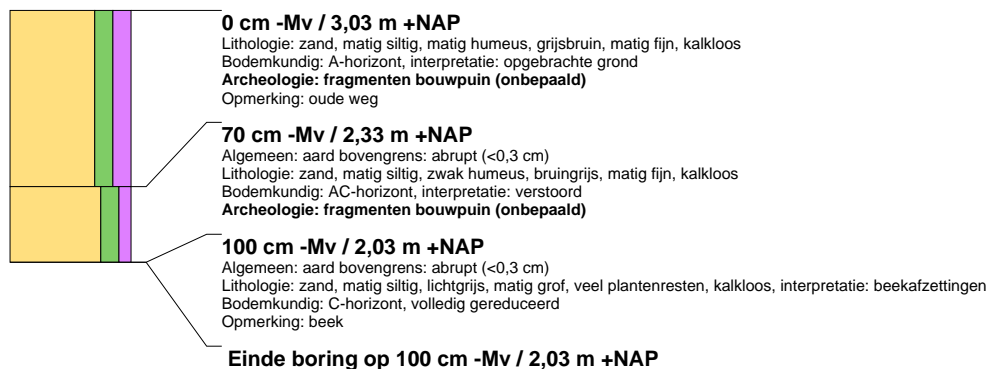 0 cm -Mv / 3,03 m +NAP
Lithologie: zand, matig siltig, matig humeus, grijsbruin, matig fijn, kalkloos
Bodemkundig: A-horizont, interpretatie: opgebrachte grond
Archeologie: fragmenten bouwpuin (onbepaald)
Opmerking: oude weg
70 cm -Mv / 2,33 m +NAP
Algemeen: aard bovengrens: abrupt (<0,3 cm)
Lithologie: zand, matig siltig, zwak humeus, bruingrijs, matig fijn, kalkloos
Bodemkundig: AC-horizont, interpretatie: verstoord
Archeologie: fragmenten bouwpuin (onbepaald)
100 cm -Mv / 2,03 m +NAP
Algemeen: aard bovengrens: abrupt (<0,3 cm)
Lithologie: zand, matig siltig, lichtgrijs, matig grof, veel plantenresten, kalkloos, interpretatie: beekafzettingen
Bodemkundig: C-horizont, volledig gereduceerd
Opmerking: beek
Einde boring op 100 cm -Mv / 2,03 m +NAP